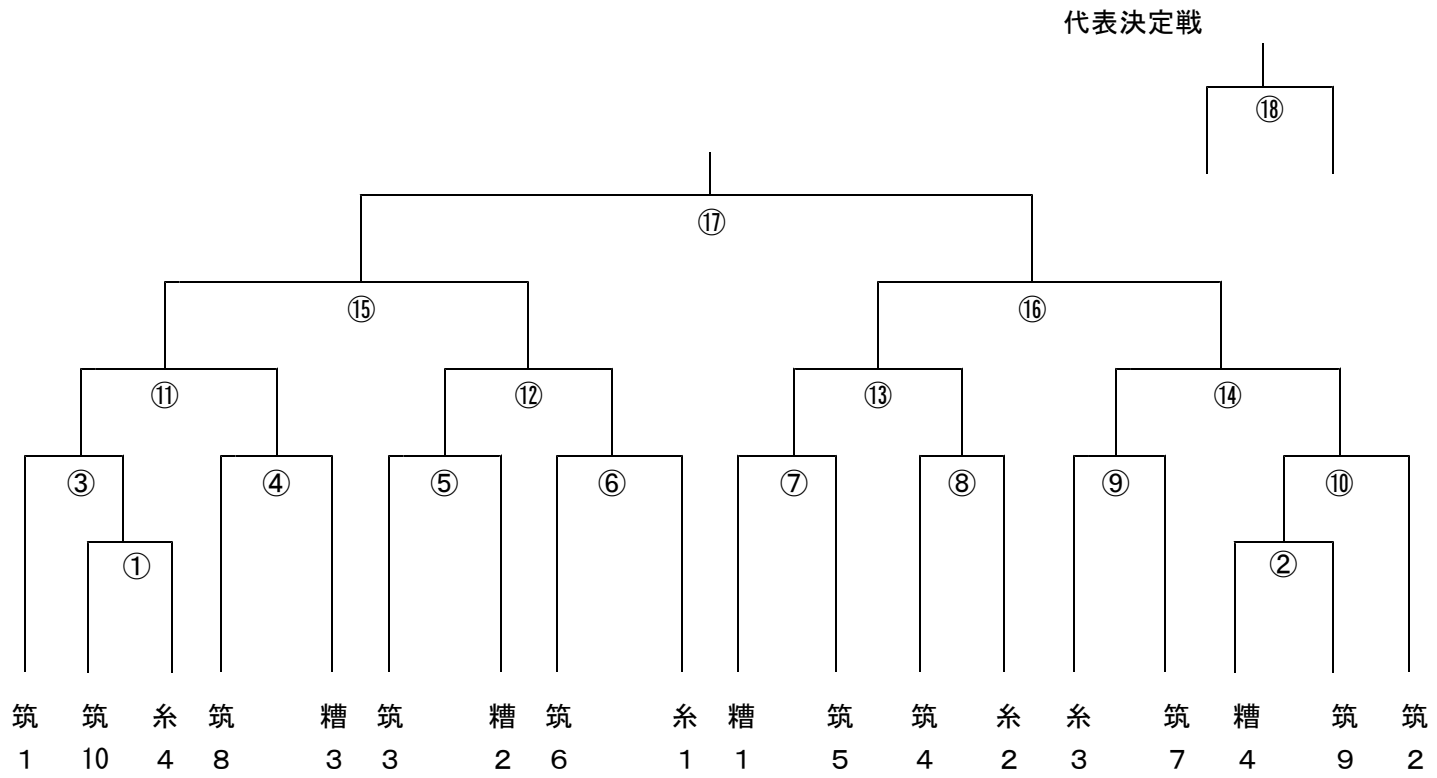 代表決定戦
⑱
⑰
⑮ ⑯
⑪ ⑫ ⑬ ⑭
③ ④ ⑤ ⑥ ⑦ ⑧ ⑨ ⑩
① ②
筑 筑 糸 筑 糟 筑 糟 筑 糸 糟 筑 筑 糸 糸 筑 糟 筑 筑
1 10 4 8 3 3 2 6 1 1 5 4 2 3 7 4 9 2